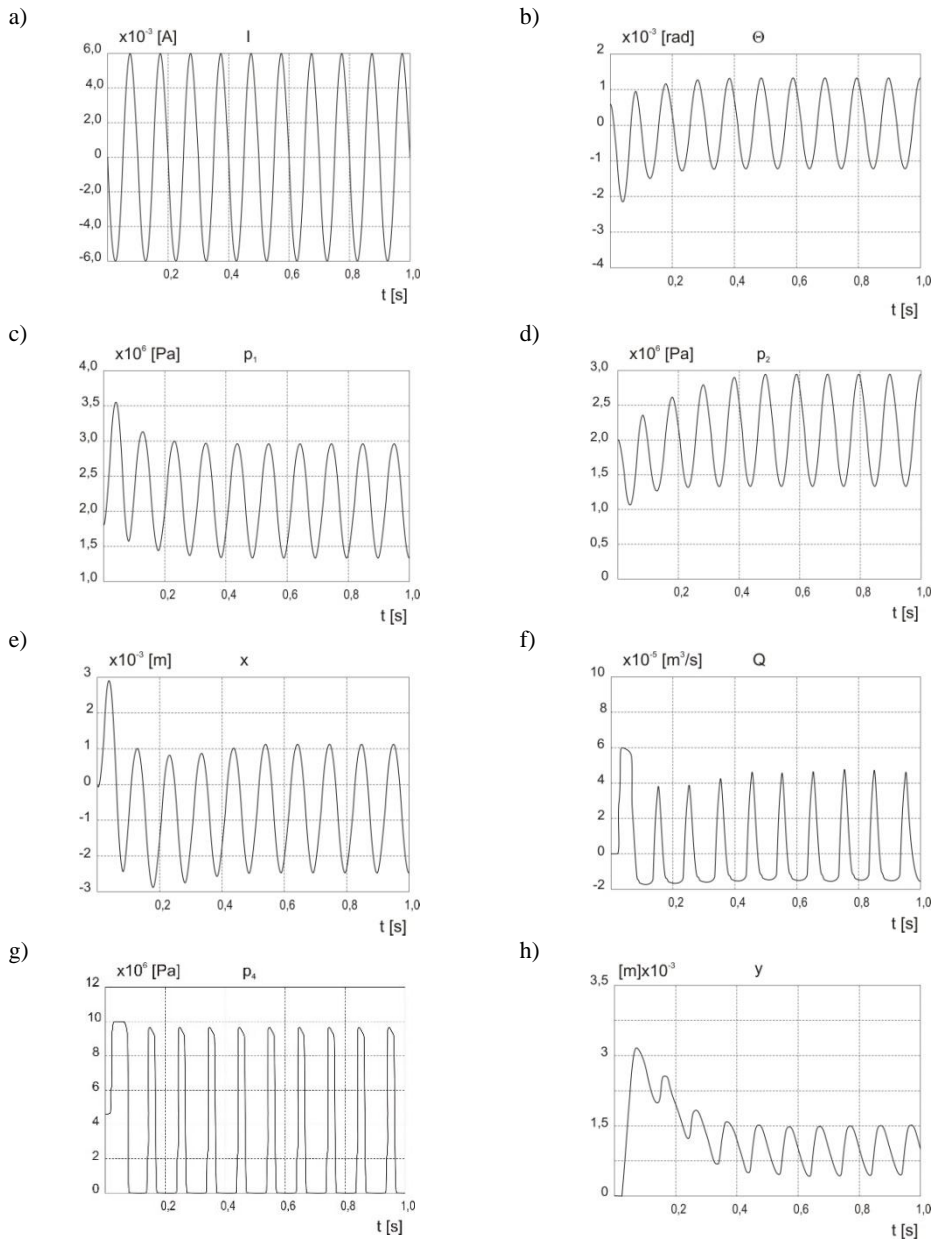 a)
x10⁻³ [A] I
6,0
4,0
2,0
0
-2,0
-4,0
-6,0
0,2 0,4 0,6 0,8 1,0
t [s]
b)
x10⁻³ [rad] Θ
2
1
0
-1
-2
-3
-4
0,2 0,4 0,6 0,8 1,0
t [s]
c)
x10⁶ [Pa] p₁
4,0
3,5
3,0
2,5
2,0
1,5
1,0
0,2 0,4 0,6 0,8 1,0
t [s]
d)
x10⁶ [Pa] p₂
3,0
2,5
2,0
1,5
1,0
0,5
0
0,2 0,4 0,6 0,8 1,0
t [s]
e)
x10⁻³ [m] x
3
2
1
0
-1
-2
-3
0,2 0,4 0,6 0,8 1,0
t [s]
f)
x10⁻⁵ [m³/s] Q
10
8
6
4
2
0
-2
0,2 0,4 0,6 0,8 1,0
t [s]
g)
x10⁶ [Pa] p₄
12
10
8
6
4
2
0
0,2 0,4 0,6 0,8 1,0
t [s]
h)
[m]x10⁻³ y
3,5
3
1,5
0
0,2 0,4 0,6 0,8 1,0
t [s]